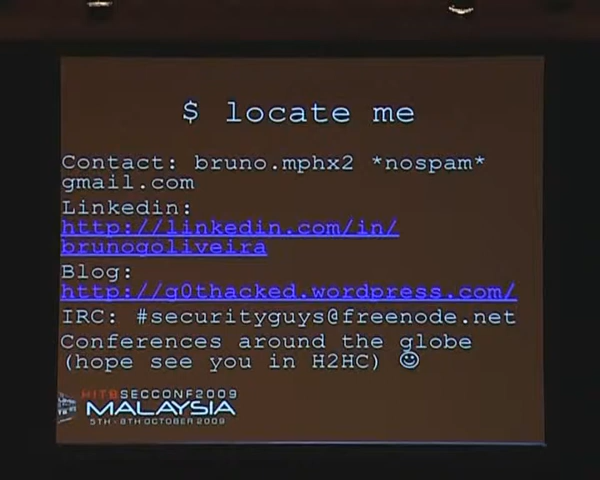 $ locate me
Contact: bruno.mphx2 *nospam*
gmail.com
Linkedin:
http://linkedin.com/in/
brunogoliveira
Blog:
http://g0thacked.wordpress.com/
IRC: #securityguys@freenode.net
Conferences around the globe
(hope see you in H2HC) ☺
HITBSECCONF2009
MALAYSIA
5TH - 8TH OCTOBER 2009